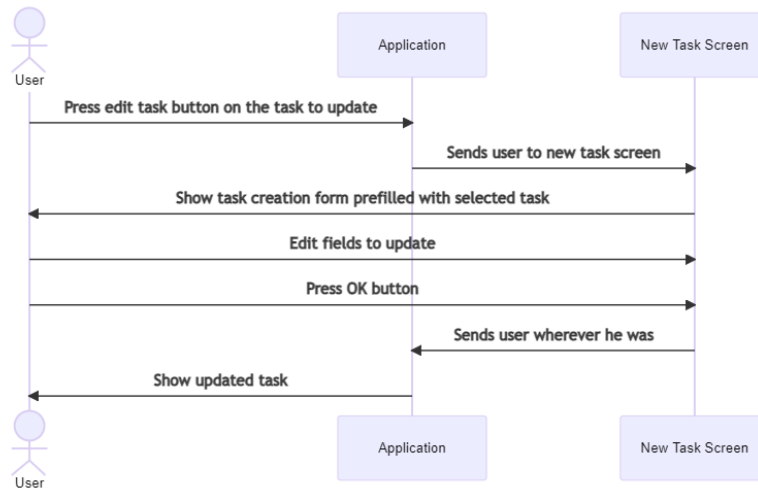 Application
New Task Screen
User
Press edit task button on the task to update
Sends user to new task screen
Show task creation form prefilled with selected task
Edit fields to update
Press OK button
Sends user wherever he was
Show updated task
Application
New Task Screen
User